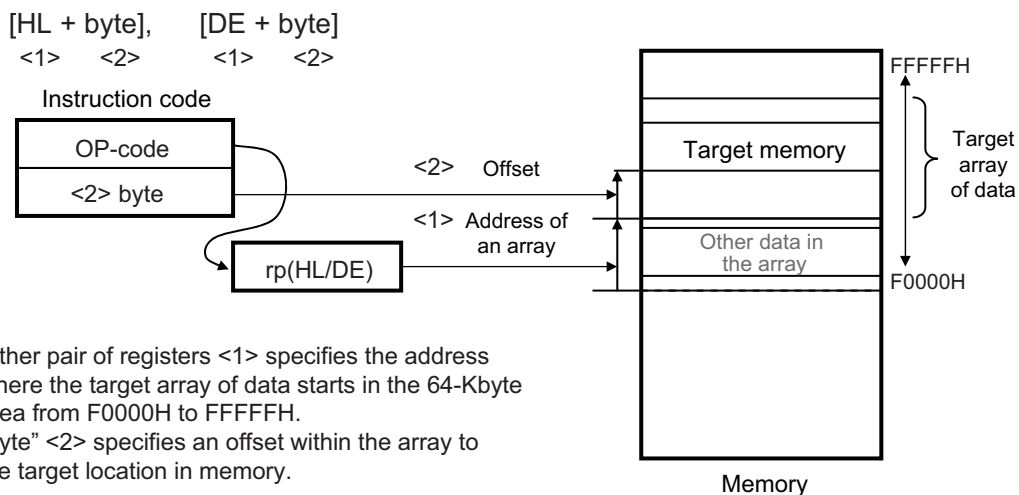 [HL + byte], [DE + byte]
<1> <2> <1> <2>
Instruction code
OP-code
<2> byte
<2> Offset
<1> Address of
an array
rp(HL/DE)
FFFFFH
Target memory
Target
array
of data
Other data in
the array
F0000H
Memory
ther pair of registers <1> specifies the address
here the target array of data starts in the 64-Kbyte
ea from F0000H to FFFFFH.
yte” <2> specifies an offset within the array to
e target location in memory.